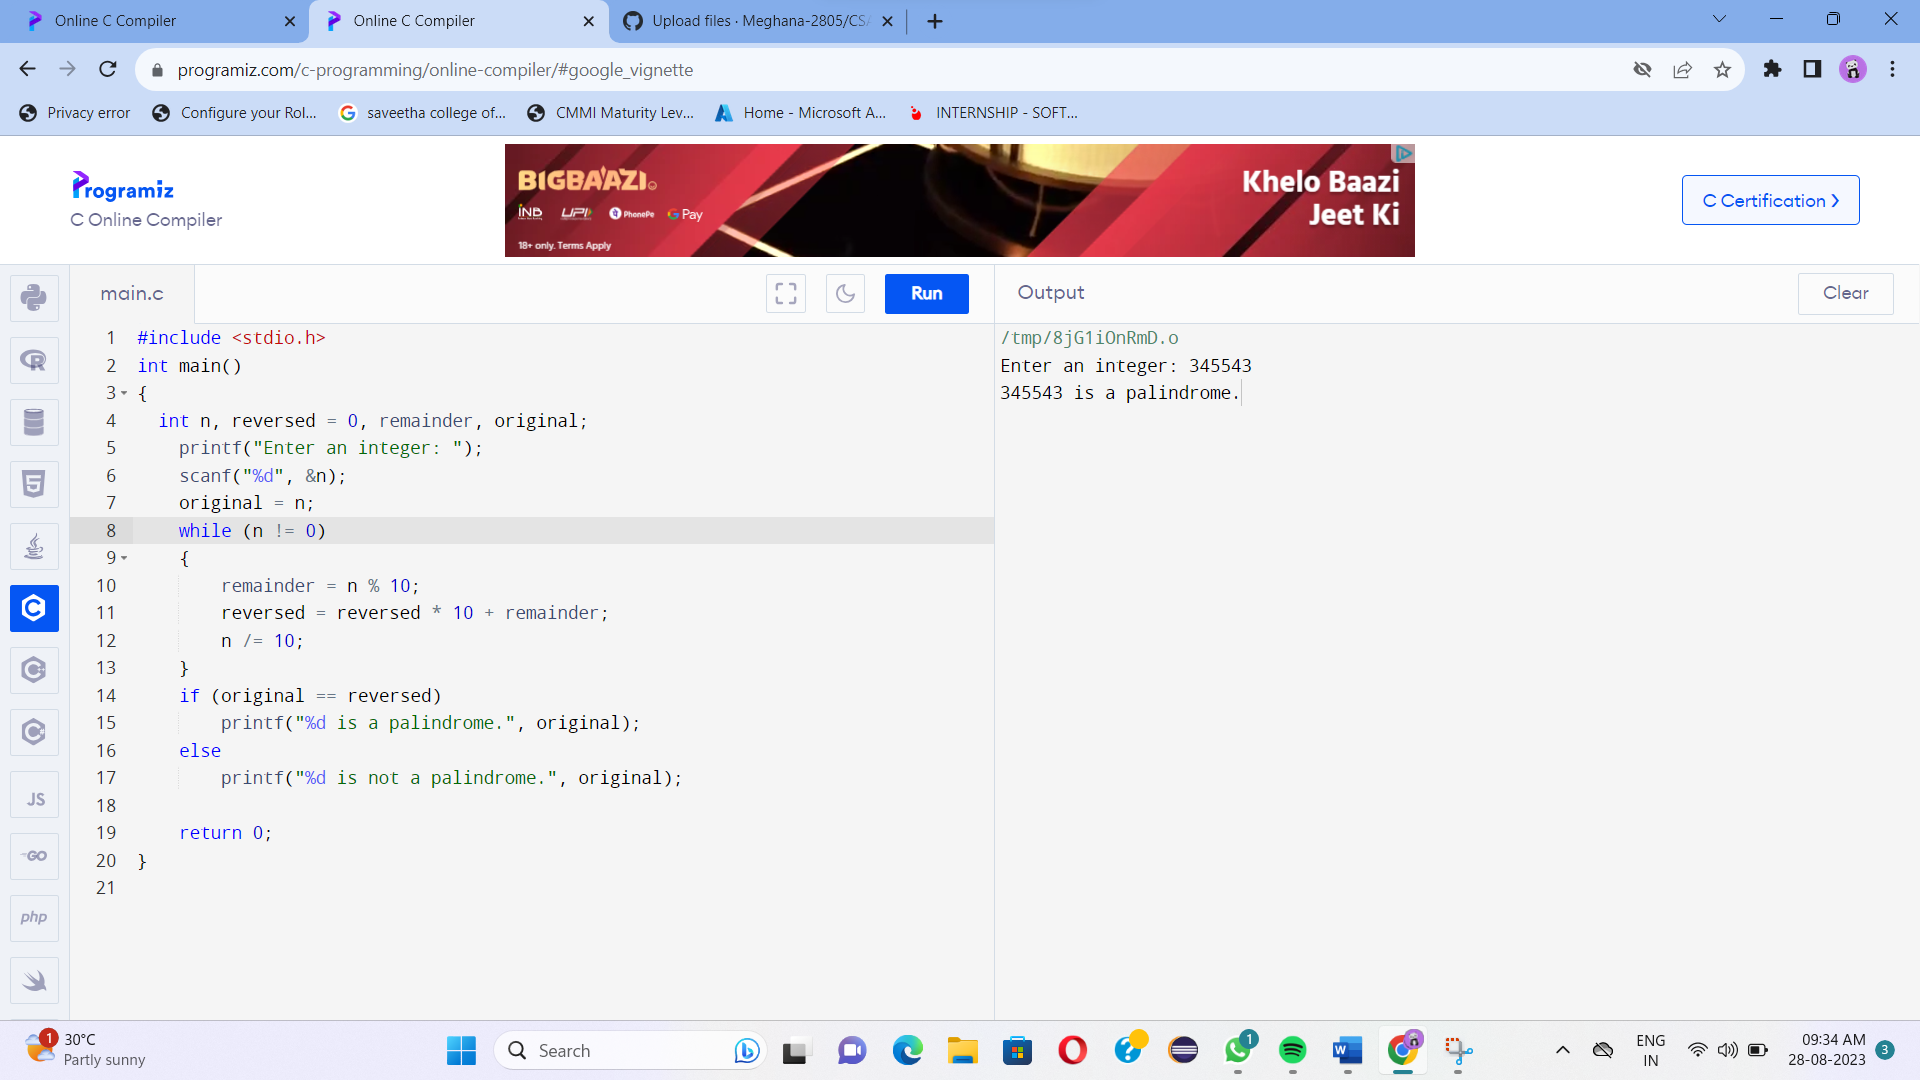 Online C Compiler
Online C Compiler
Upload files · Meghana-2805/CSA
programiz.com/c-programming/online-compiler/#google_vignette
Privacy error
Configure your Rol...
saveetha college of...
CMMI Maturity Lev...
Home - Microsoft A...
INTERNSHIP - SOFT...
Programiz
C Online Compiler
BIGBAAZI
INB UPI PhonePe G Pay
18+ only. Terms Apply
Khelo Baazi
Jeet Ki
C Certification >
main.c
Run
Output
Clear
1 #include <stdio.h>
2 int main()
3 {
4 int n, reversed = 0, remainder, original;
5 printf("Enter an integer: ");
6 scanf("%d", &n);
7 original = n;
8 while (n != 0)
9 {
10 remainder = n % 10;
11 reversed = reversed * 10 + remainder;
12 n /= 10;
13 }
14 if (original == reversed)
15 printf("%d is a palindrome.", original);
16 else
17 printf("%d is not a palindrome.", original);
18
19 return 0;
20 }
21
/tmp/8jG1iOnRmD.o
Enter an integer: 345543
345543 is a palindrome.
JS
GO
php
1
30°C
Partly sunny
Search
1
ENG
IN
09:34 AM
28-08-2023
3